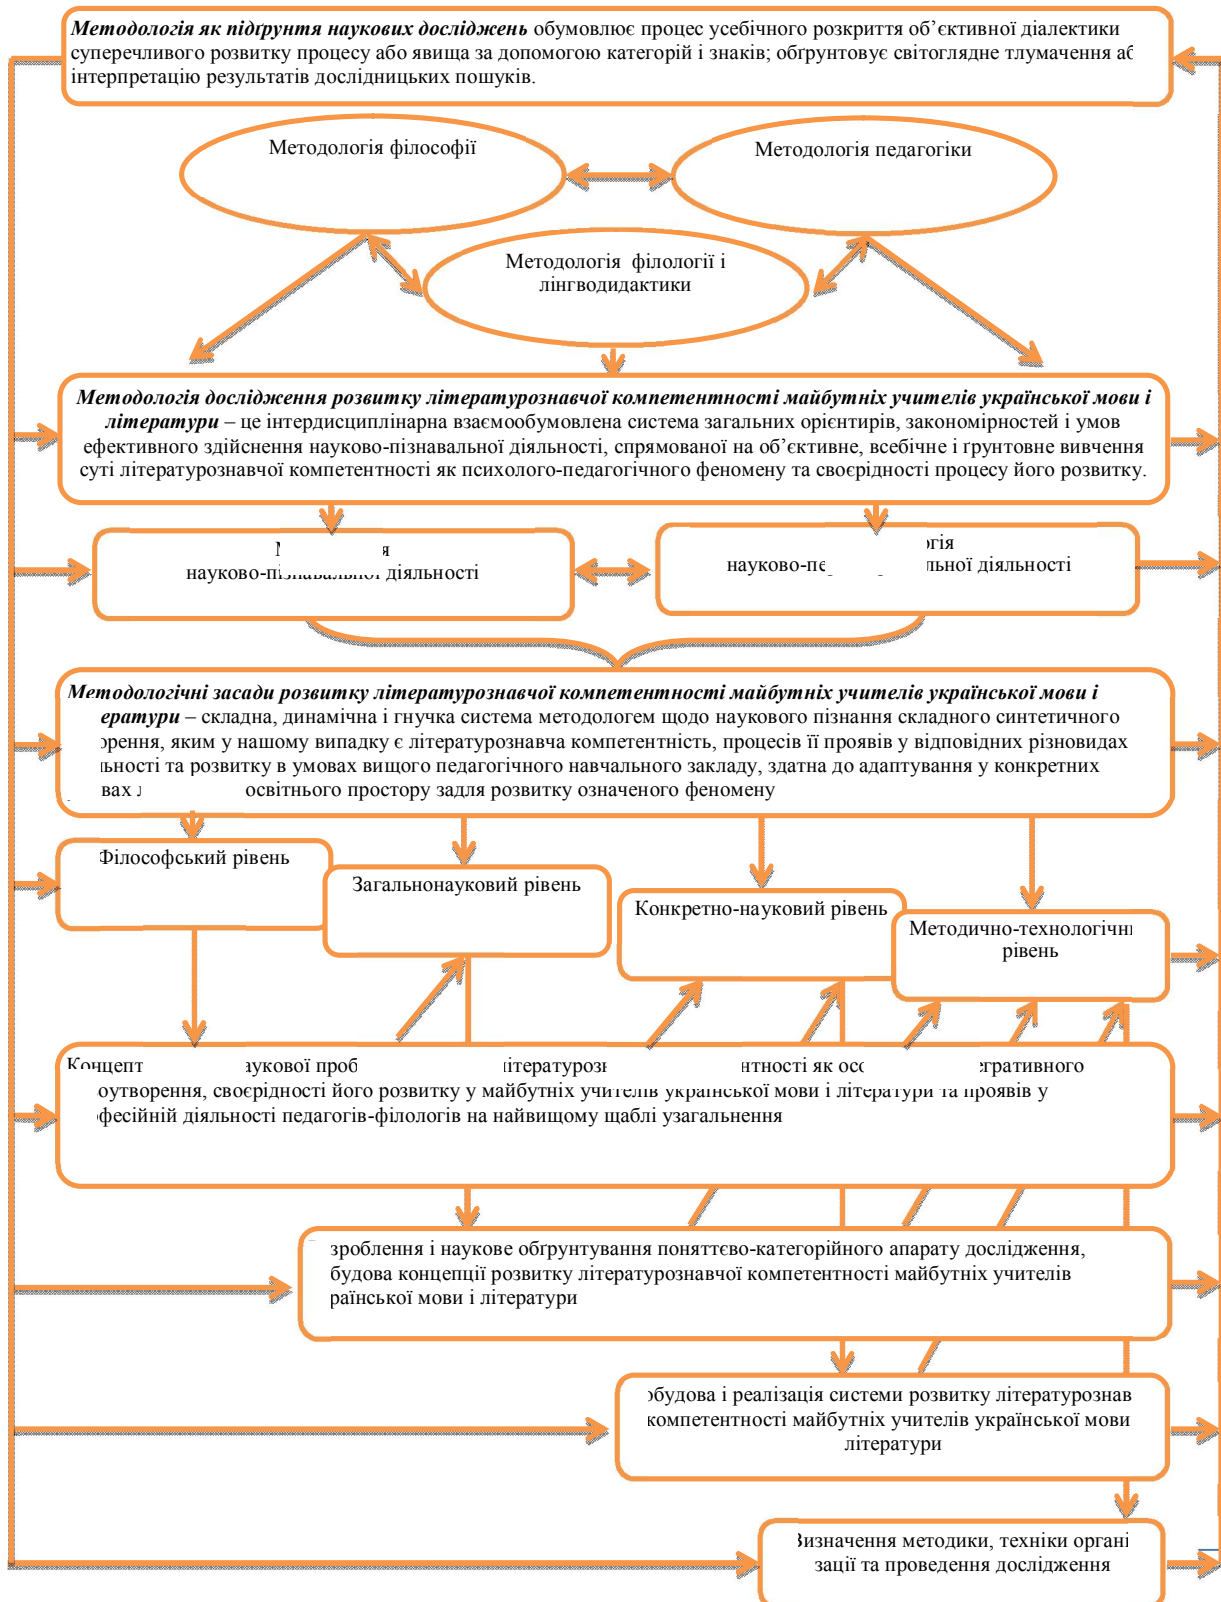 Методологія як підґрунтя наукових досліджень обумовлює процес усебічного розкриття об’єктивної діалектики
суперечливого розвитку процесу або явища за допомогою категорій і знаків; обґрунтовує світоглядне тлумачення
інтерпретацію результатів дослідницьких пошуків.
Методологія філософії
Методологія педагогіки
Методологія філології і
лінгводидактики
Методологія дослідження розвитку літературознавчої компетентності майбутніх учителів української мови і
літератури – це інтердисциплінарна взаємообумовлена система загальних орієнтирів, закономірностей і умов
ефективного здійснення науково-пізнавальної діяльності, спрямованої на об’єктивне, всебічне і ґрунтовне вивчення
суті літературознавчої компетентності як психолого-педагогічного феномену та своєрідності процесу його розвитку.
науково-пізнавальної діяльності
діяльності
Методологічні засади розвитку літературознавчої компетентності майбутніх учителів української мови і
ератури – складна, динамічна і гнучка система методологем щодо наукового пізнання складного синтетичного
орення, яким у нашому випадку є літературознавча компетентність, процесів її проявів у відповідних різновидах
ьності та розвитку в умовах вищого педагогічного навчального закладу, здатна до адаптування у конкретних
вах освітнього простору задля розвитку означеного феномену
Філософський рівень
Загальнонауковий рівень
Конкретно-науковий рівень
Методично-технологічн
рівень
Концепт аукової проб ітературозн нтності як осо егративного
оутворення, своєрідності його розвитку у майбутніх учителів української мови і літератури та проявів у
фесійній діяльності педагогів-філологів на найвищому щаблі узагальнення
зроблення і наукове обґрунтування поняттєво-категорійного апарату дослідження,
будова концепції розвитку літературознавчої компетентності майбутніх учителів
раїнської мови і літератури
обудова і реалізація системи розвитку літературознав
компетентності майбутніх учителів української мови
літератури
Визначення методики, техніки органі
зації та проведення дослідження